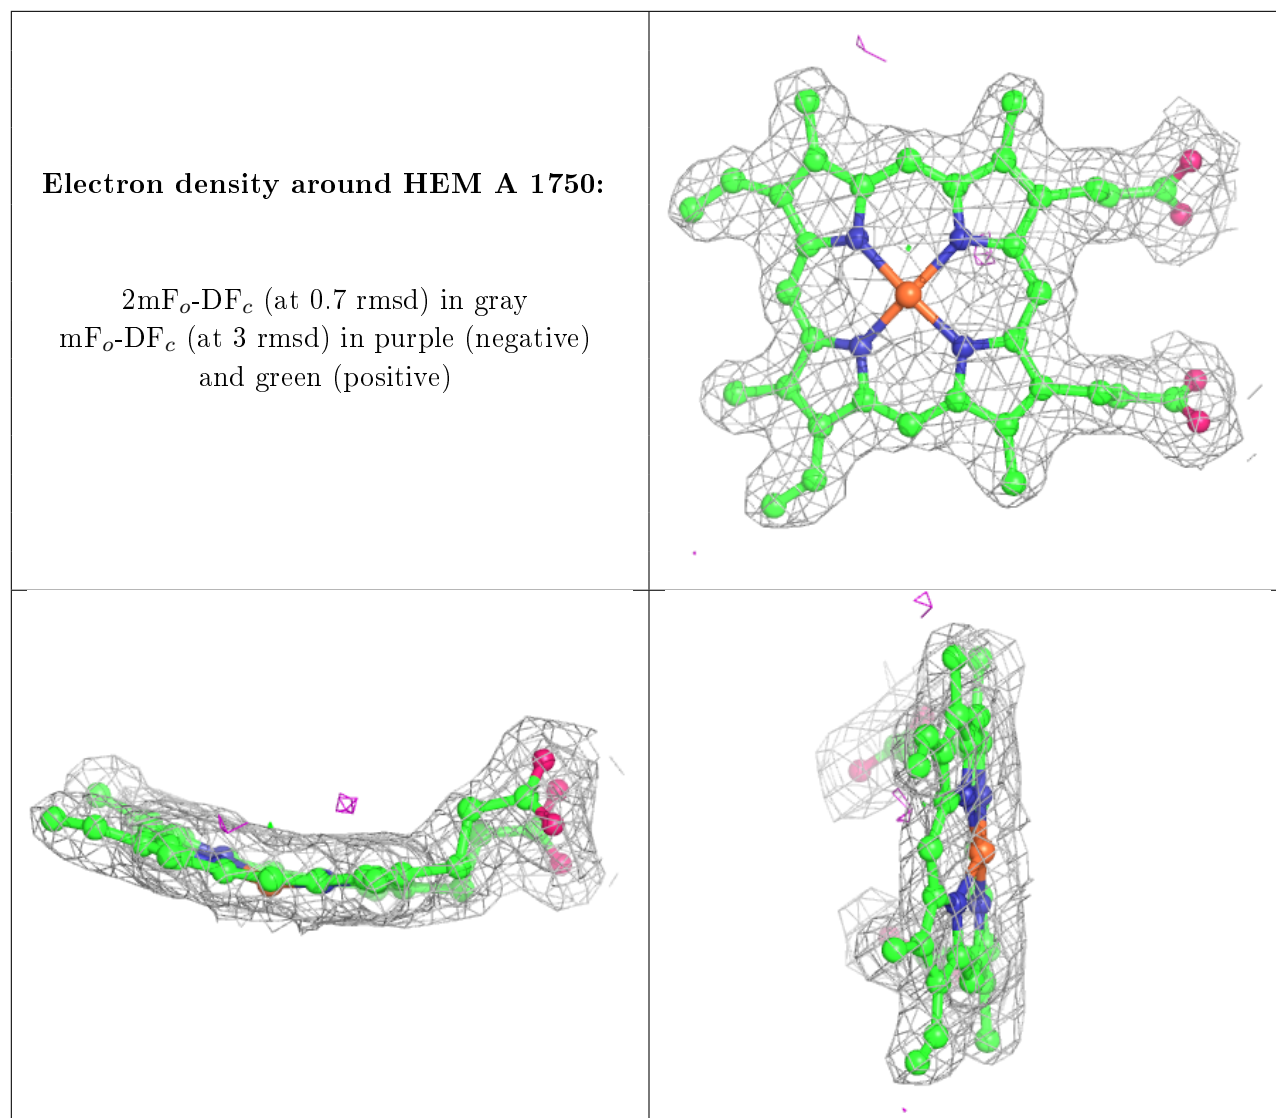 Electron density around HEM A 1750:
2mFₒ-DF𝑐 (at 0.7 rmsd) in gray
mFₒ-DF𝑐 (at 3 rmsd) in purple (negative)
and green (positive)